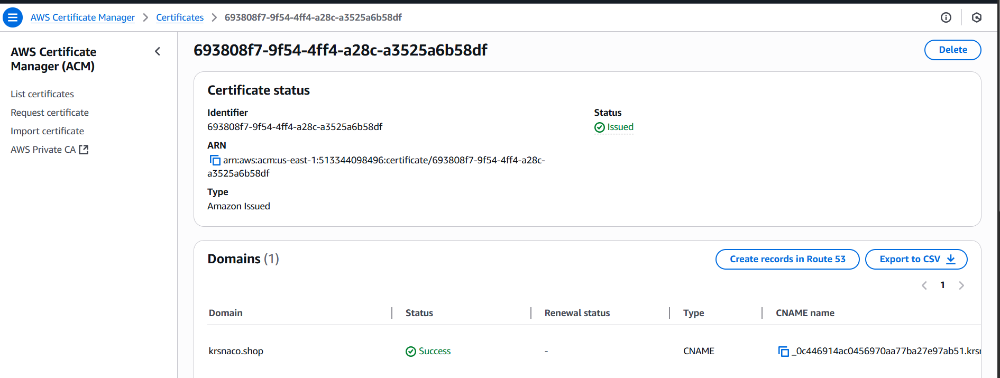 AWS Certificate Manager > Certificates > 693808f7-9f54-4ff4-a28c-a3525a6b58df
AWS Certificate
Manager (ACM)
List certificates
Request certificate
Import certificate
AWS Private CA
693808f7-9f54-4ff4-a28c-a3525a6b58df
Delete
Certificate status
Identifier
693808f7-9f54-4ff4-a28c-a3525a6b58df
Status
Issued
ARN
arn:aws:acm:us-east-1:513344098496:certificate/693808f7-9f54-4ff4-a28c-
a3525a6b58df
Type
Amazon Issued
Domains (1)
Create records in Route 53
Export to CSV
1
Domain Status Renewal status Type CNAME name
krsnaco.shop Success - CNAME _0c446914ac0456970aa77ba27e97ab51.krsn